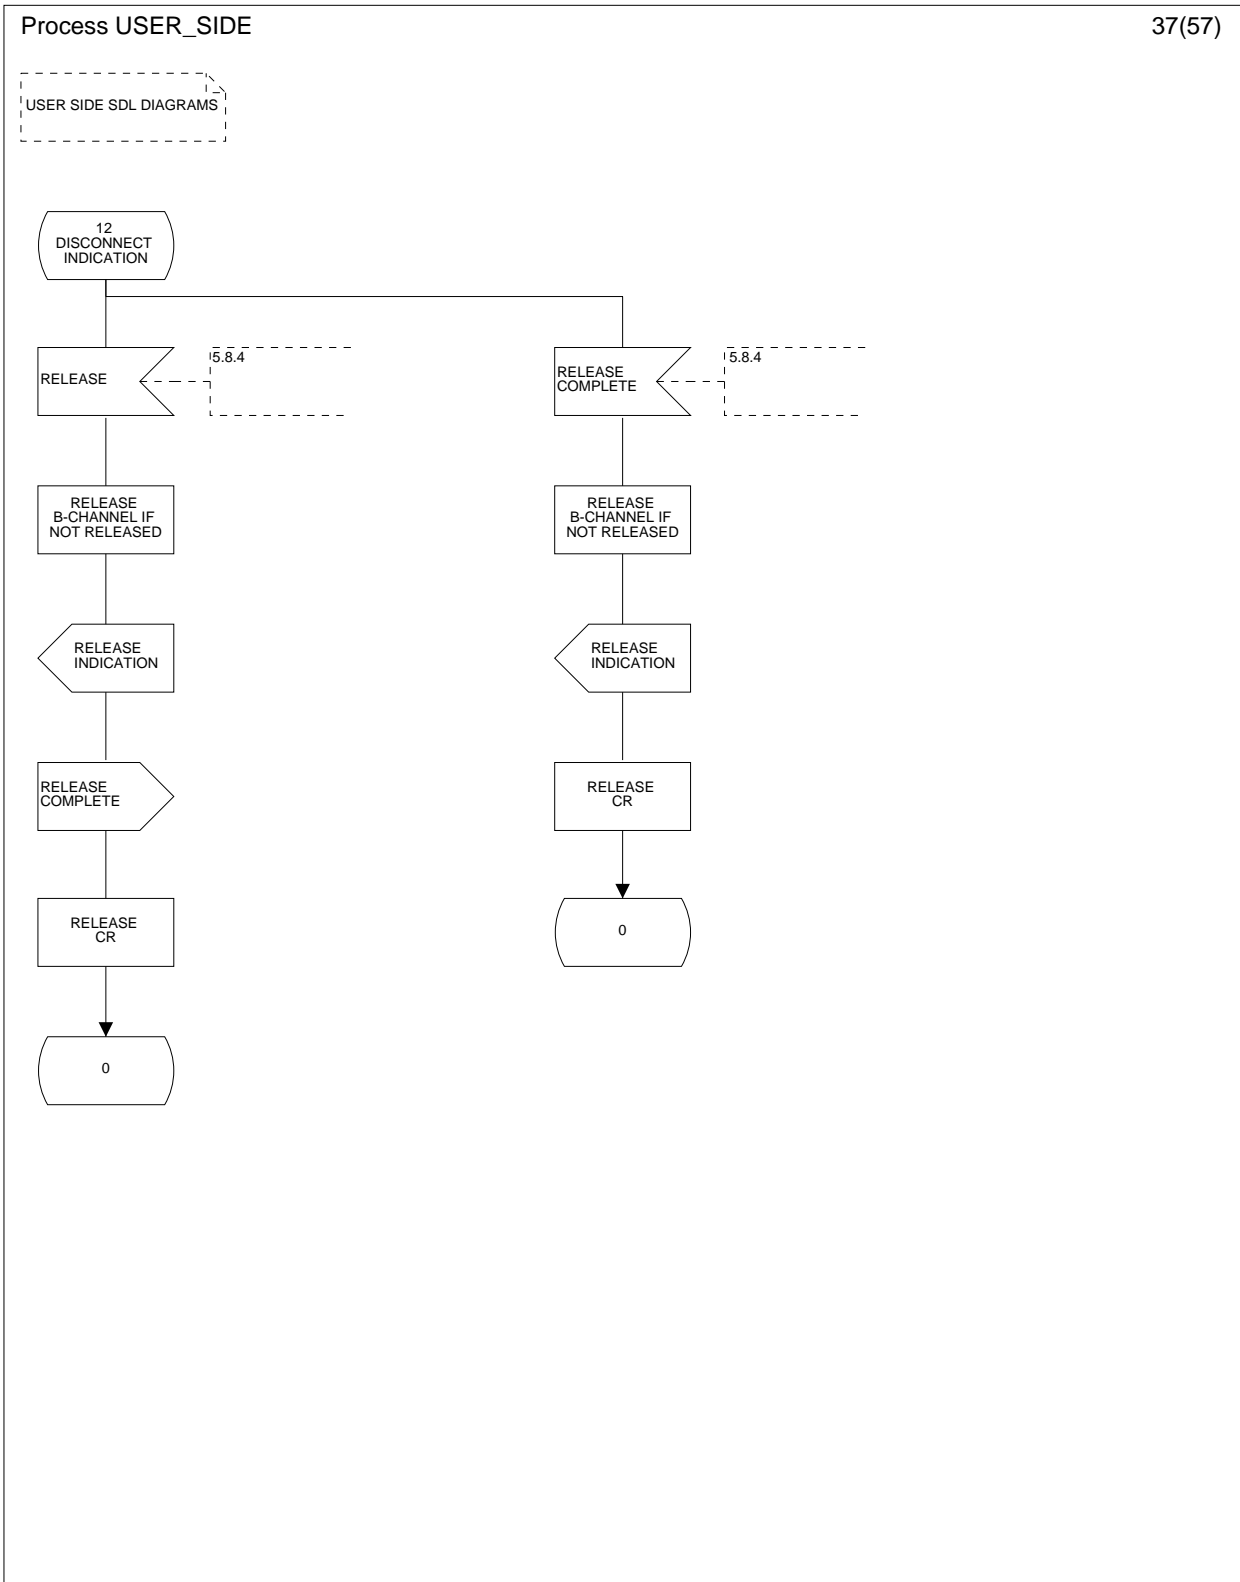 Process USER_SIDE
37(57)
USER SIDE SDL DIAGRAMS
12
DISCONNECT
INDICATION
RELEASE
5.8.4
RELEASE
COMPLETE
5.8.4
RELEASE
B-CHANNEL IF
NOT RELEASED
RELEASE
B-CHANNEL IF
NOT RELEASED
RELEASE
INDICATION
RELEASE
INDICATION
RELEASE
COMPLETE
RELEASE
CR
RELEASE
CR
0
0